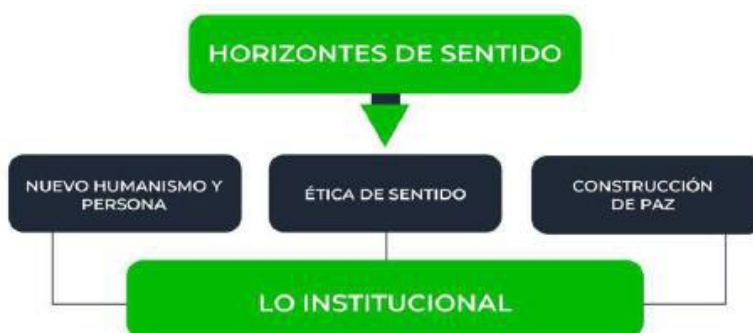 HORIZONTES DE SENTIDO
NUEVO HUMANISMO Y
PERSONA
ÉTICA DE SENTIDO
CONSTRUCCIÓN
DE PAZ
LO INSTITUCIONAL